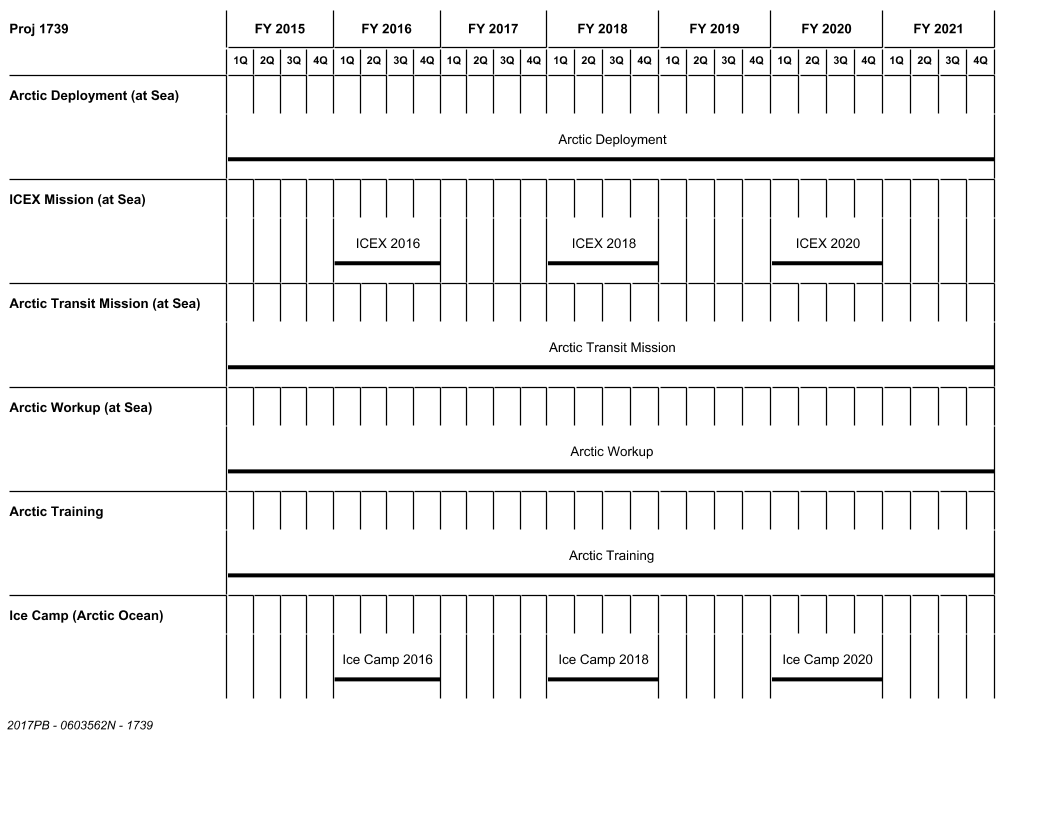 Proj 1739 FY 2015 FY 2016 FY 2017 FY 2018 FY 2019 FY 2020 FY 2021
1Q 2Q 3Q 4Q 1Q 2Q 3Q 4Q 1Q 2Q 3Q 4Q 1Q 2Q 3Q 4Q 1Q 2Q 3Q 4Q 1Q 2Q 3Q 4Q 1Q 2Q 3Q 4Q
Arctic Deployment (at Sea)
Arctic Deployment
ICEX Mission (at Sea)
ICEX 2016 ICEX 2018 ICEX 2020
Arctic Transit Mission (at Sea)
Arctic Transit Mission
Arctic Workup (at Sea)
Arctic Workup
Arctic Training
Arctic Training
Ice Camp (Arctic Ocean)
Ice Camp 2016 Ice Camp 2018 Ice Camp 2020
2017PB - 0603562N - 1739